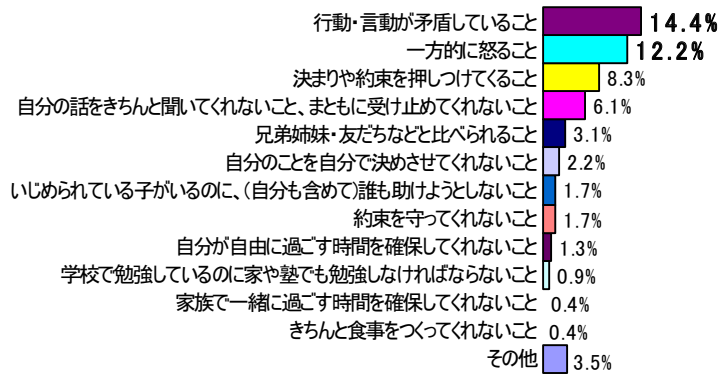 行動・言動が矛盾していること 14.4%
一方的に怒ること 12.2%
決まりや約束を押しつけてくること 8.3%
自分の話をきちんと聞いてくれないこと、まともに受け止めてくれない 6.1%
兄弟姉妹・友だちなどと比べられること 3.1%
自分のことを自分で決めさせてくれないこと 2.2%
いじめられている子がいるのに、(自分も含めて)誰も助けようとしないこと 1.7%
約束を守ってくれないこと 1.7%
自分が自由に過ごす時間を確保してくれないこと 1.3%
学校で勉強しているのに家や塾でも勉強しなければならないこと 0.9%
家族で一緒に過ごす時間を確保してくれないこと 0.4%
きちんと食事をつくってくれないこと 0.4%
その他 3.5%